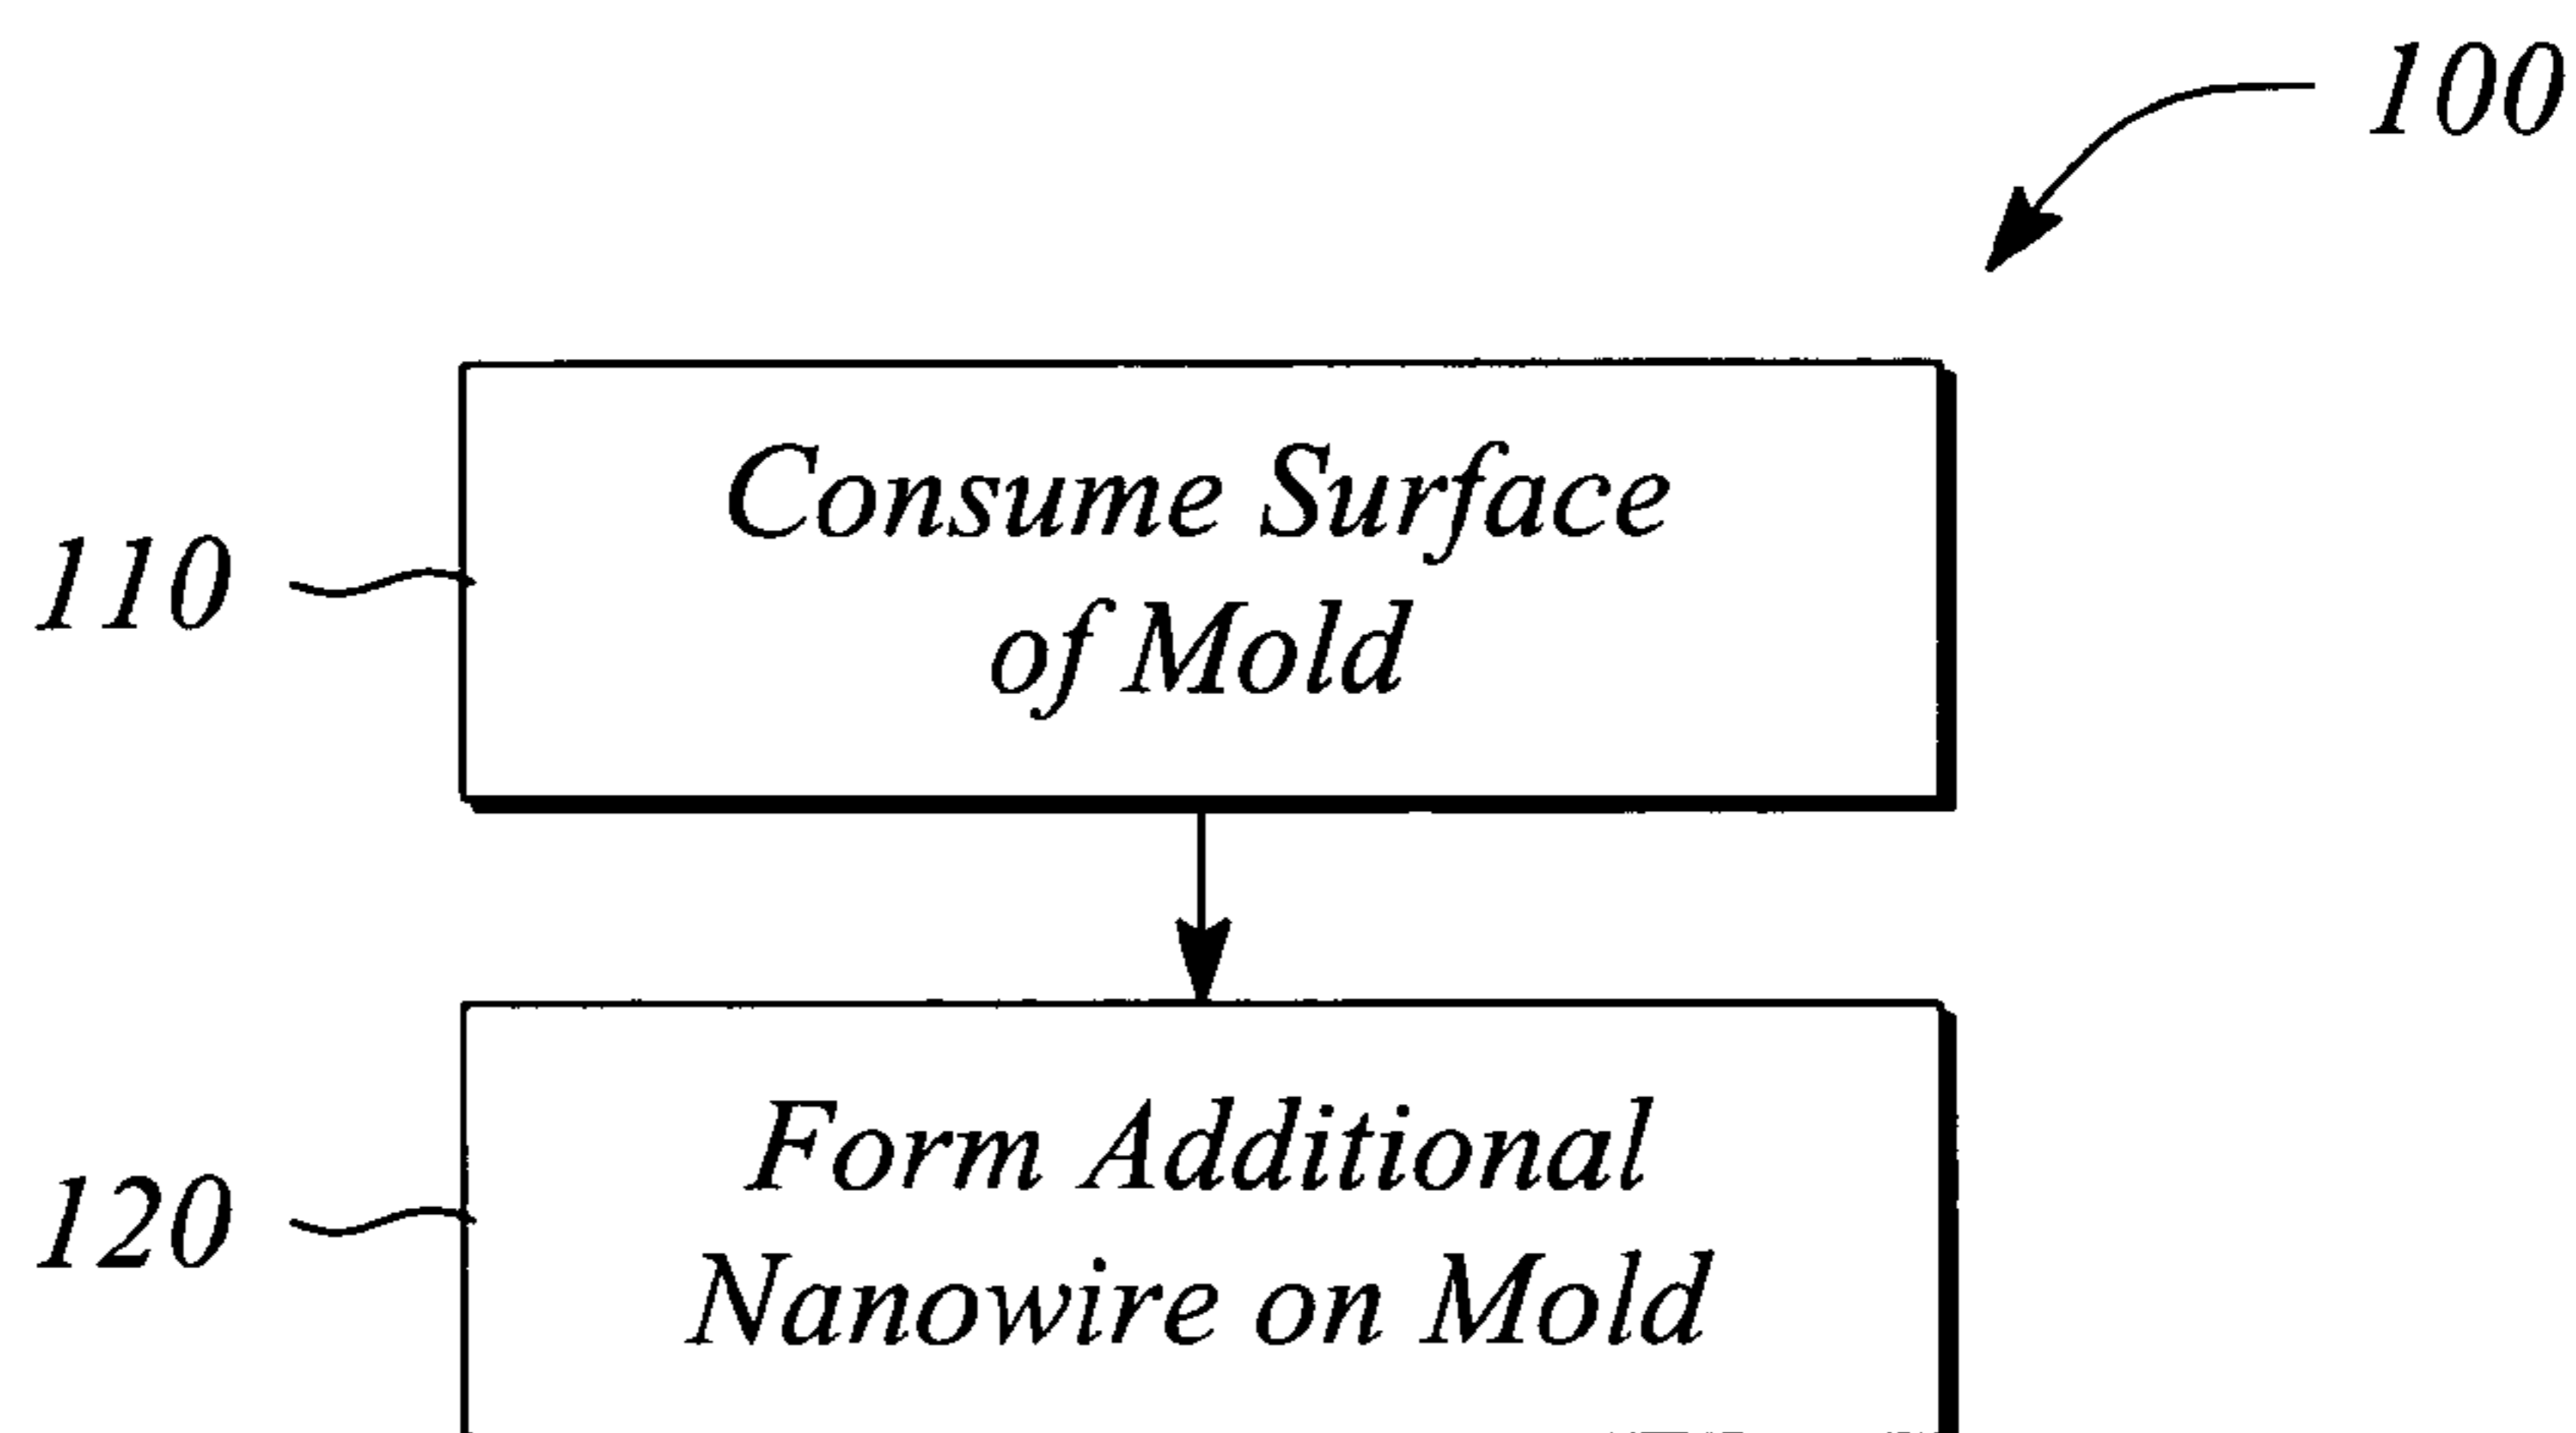 100
Consume Surface
110
of Mold
Form Additional
120
Nanowire on Mold